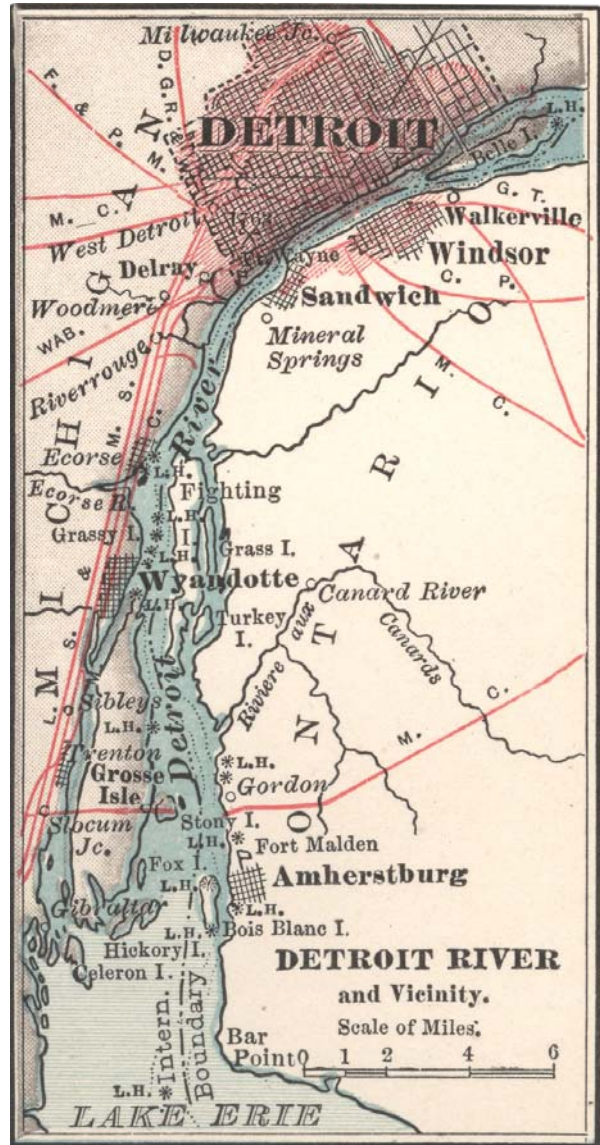 Milwaukee Jc.
F. & P. M.
D. G. R. &
L. H.
DETROIT
Belle I.
M. C.
G. T.
West Detroit
Walkerville
Ft. Wayne
Windsor
Delray
C. P.
Woodmere
Sandwich
WAB.
Mineral
Springs
Riverrouge
M. C.
MICHIGAN
ONTARIO
L. S. & M. S.
M. C.
Detroit River
Ecorse
L. H.
Ecorse R.
Fighting
I.
L. H.
Grassy I.
L. H.
Grass I.
Wyandotte
Canard River
L. H.
Turkey
I.
Riviere aux Canards
Sibleys
L. H.
M. C.
Trenton
L. H.
Grosse
Isle
Gordon
Slocum
Jc.
Stony I.
L. H.
Fort Malden
Fox I.
Amherstburg
L. H.
Gibraltar
L. H.
L. H.
Bois Blanc I.
Hickory I.
Celeron I.
DETROIT RIVER
and Vicinity.
Scale of Miles.
0 1 2 4 6
Bar
Point
Intern.
Boundary
L. H.
LAKE ERIE